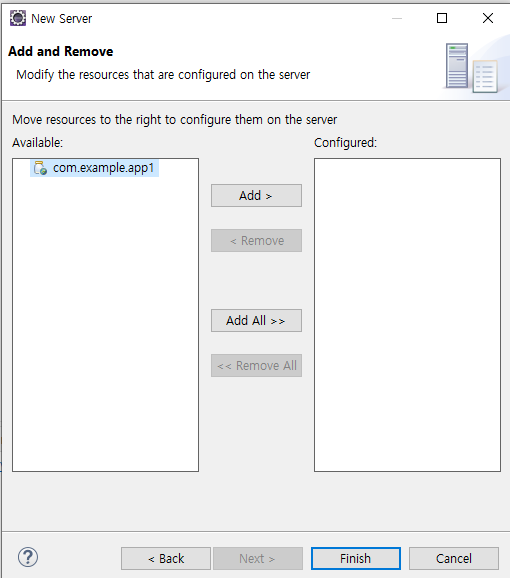 New Server
Add and Remove
Modify the resources that are configured on the server
Move resources to the right to configure them on the server
Available:
Configured:
com.example.app1
Add >
< Remove
Add All >>
<< Remove All
?
< Back
Next >
Finish
Cancel